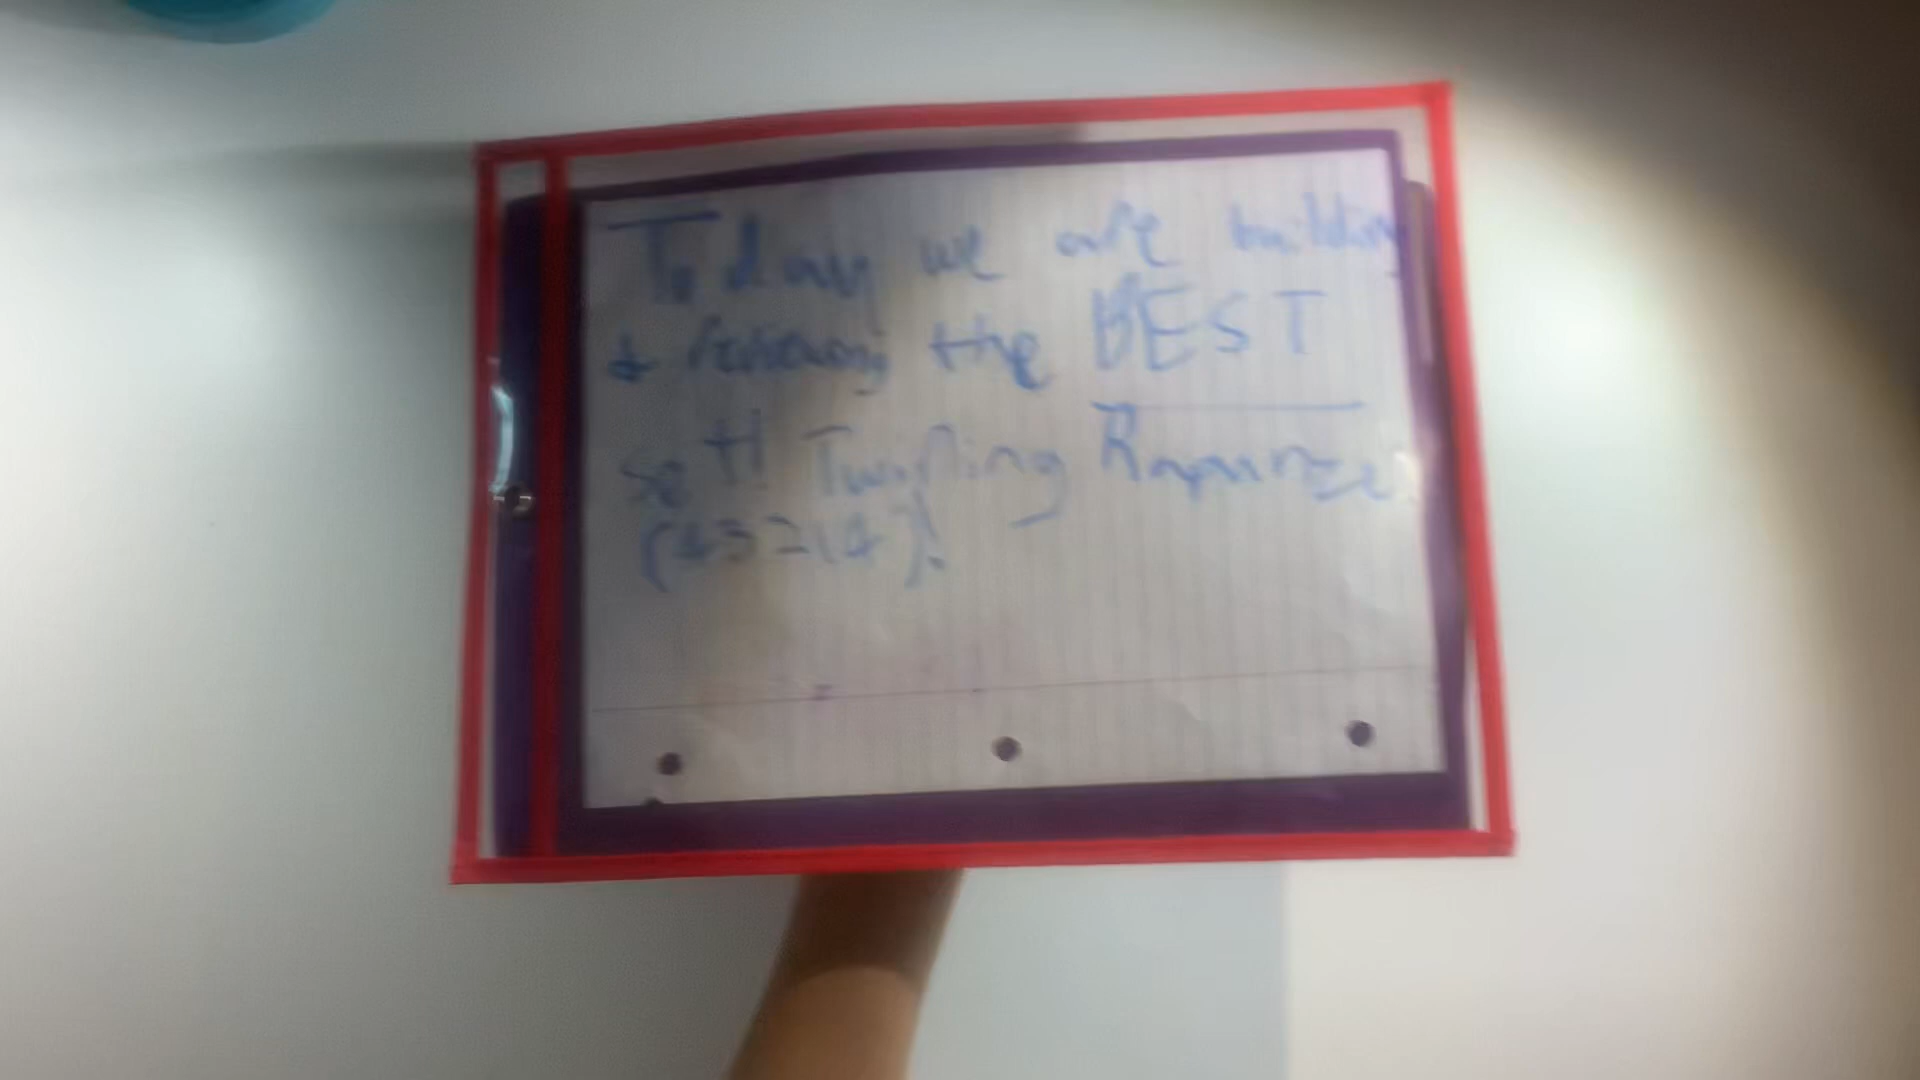 Today we are building
& reviewing the BEST
set! Twirling Rapunzel
(43214)!